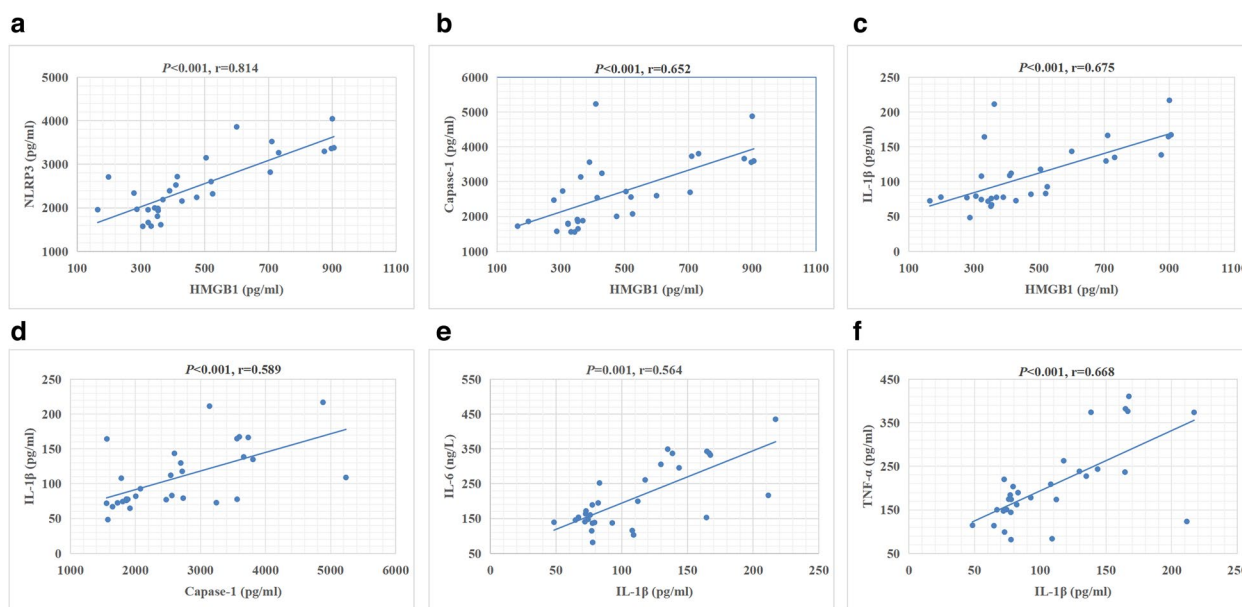 a
P<0.001, r=0.814
5000
4000
3000
2000
1000
NLRP3 (pg/ml)
100 300 500 700 900 1100
HMGB1 (pg/ml)
b
P<0.001, r=0.652
6000
5000
4000
3000
2000
1000
Capase-1 (pg/ml)
100 300 500 700 900 1100
HMGB1 (pg/ml)
c
P<0.001, r=0.675
250
200
150
100
50
0
IL-1β (pg/ml)
100 300 500 700 900 1100
HMGB1 (pg/ml)
d
P<0.001, r=0.589
250
200
150
100
50
0
IL-1β (pg/ml)
1000 2000 3000 4000 5000 6000
Capase-1 (pg/ml)
e
P=0.001, r=0.564
550
450
350
250
150
50
IL-6 (ng/L)
0 50 100 150 200 250
IL-1β (pg/ml)
f
P<0.001, r=0.668
450
350
250
150
50
TNF-α (pg/ml)
0 50 100 150 200 250
IL-1β (pg/ml)